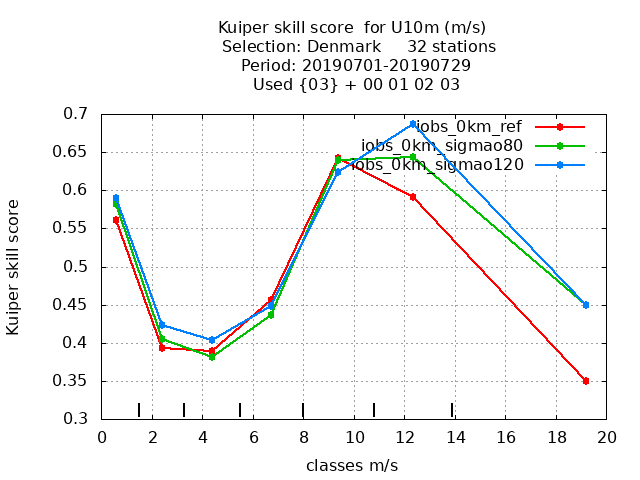 Kuiper skill score  for U10m (m/s)
Selection: Denmark     32 stations
Period: 20190701-20190729
Used {03} + 00 01 02 03
iobs_0km_ref
iobs_0km_sigmao80
iobs_0km_sigmao120
Kuiper skill score
0.7
0.65
0.6
0.55
0.5
0.45
0.4
0.35
0.3
0 2 4 6 8 10 12 14 16 18 20
classes m/s